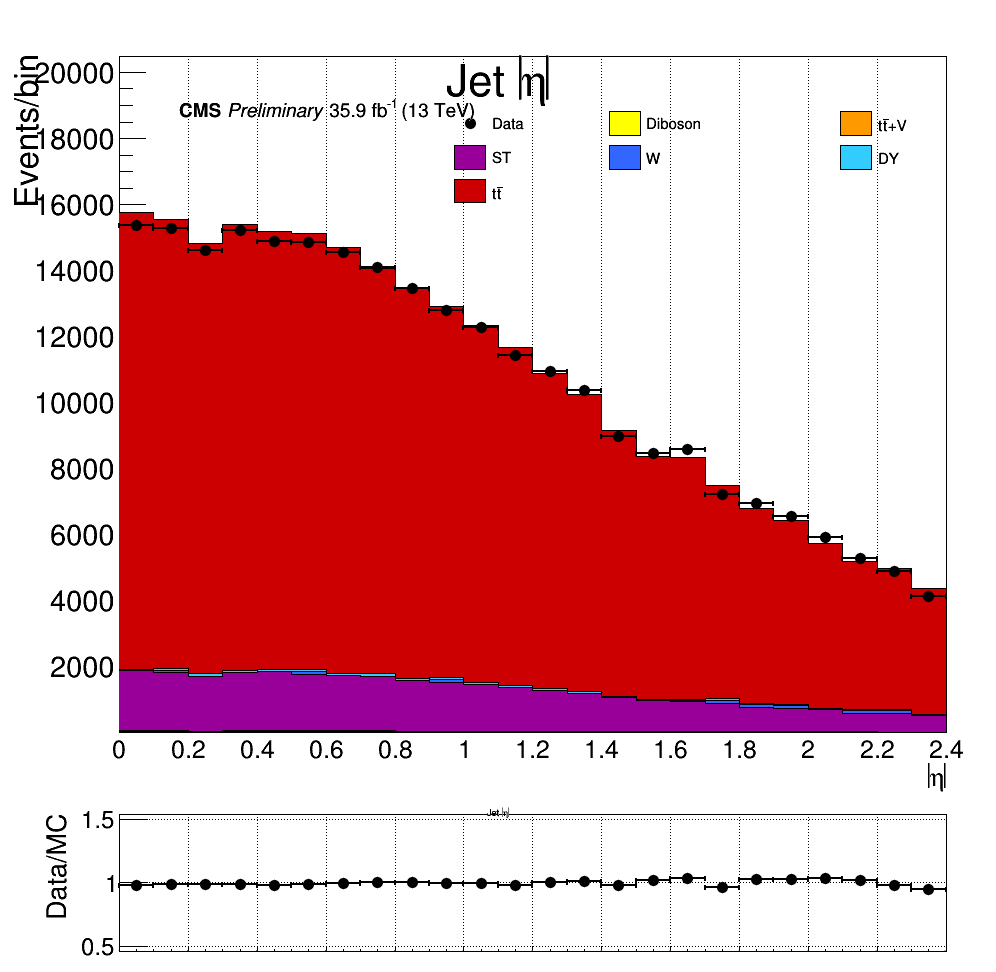 Jet |η|
CMS Preliminary 35.9 fb-1 (13 TeV)
Events/bin
20000
18000
16000
14000
12000
10000
8000
6000
4000
2000
Data
Diboson
tt̄+V
ST
W
DY
tt̄
0 0.2 0.4 0.6 0.8 1 1.2 1.4 1.6 1.8 2 2.2 2.4
|η|
Jet |η|
Data/MC
1.5
1
0.5